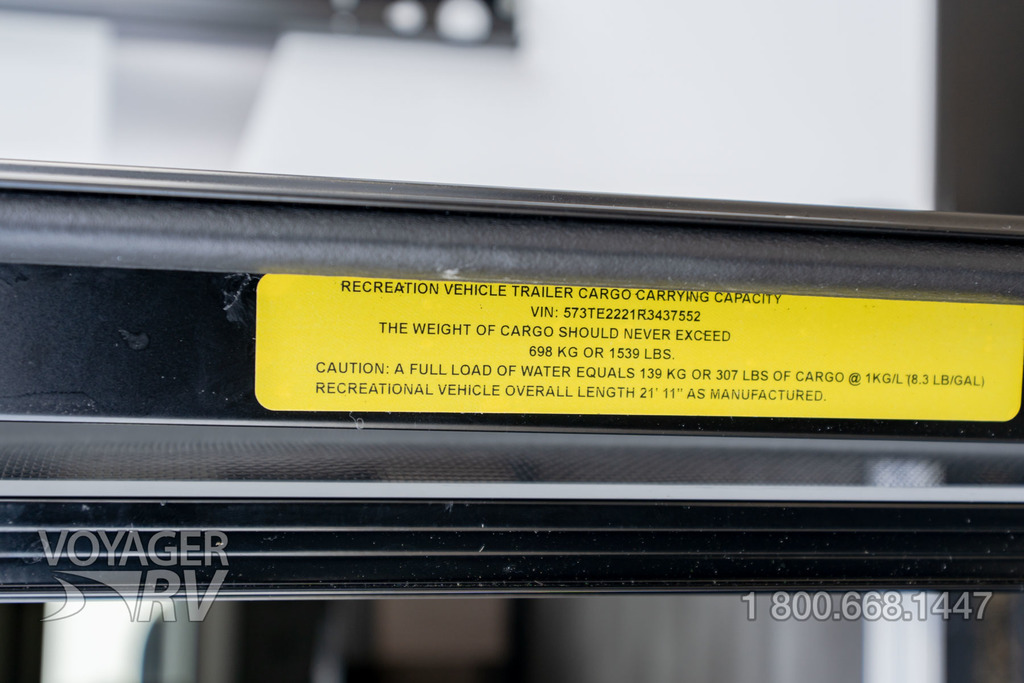 RECREATION VEHICLE TRAILER CARGO CARRYING CAPACITY
VIN: 573TE2221R3437552
THE WEIGHT OF CARGO SHOULD NEVER EXCEED
698 KG OR 1539 LBS.
CAUTION: A FULL LOAD OF WATER EQUALS 139 KG OR 307 LBS OF CARGO @ 1KG/L (8.3 LB/GAL)
RECREATIONAL VEHICLE OVERALL LENGTH 21' 11" AS MANUFACTURED.
VOYAGER
RV
1 800.668.1447